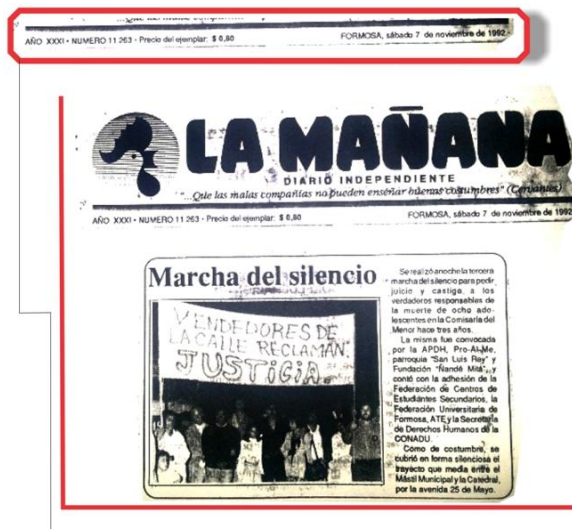 AÑO XXXI • NUMERO 11 263 - Precio del ejemplar: $ 0,80
FORMOSA, sábado 7 de noviembre de 1992 -
LA MAÑANA
DIARIO INDEPENDIENTE
"...Que las malas compañías no pueden enseñar buenas costumbres" (Cervantes)
AÑO XXXI • NUMERO 11 263 - Precio del ejemplar: $ 0,80
FORMOSA, sábado 7 de noviembre de 1992
Marcha del silencio
VENDEDORES DE
LA CALLE RECLAMAN
JUSTICIA
Se realizó anoche la tercera
marcha del silencio para pedir
juicio y castigo a los
verdaderos responsables de
la muerte de ocho ado-
lescentes en la Comisaría del
Menor hace tres años.
La misma fue convocada
por la APDH, Pro-Al-Me,
parroquia "San Luis Rey" y
Fundación "Ñandé Mitá", y
contó con la adhesión de la
Federación de Centros de
Estudiantes Secundarios, la
Federación Universitaria de
Formosa, ATE y la Secretaría
de Derechos Humanos de la
CONADU.
Como de costumbre, se
cubrió en forma silenciosa el
trayecto que media entre el
Mástil Municipal y la Catedral,
por la avenida 25 de Mayo.